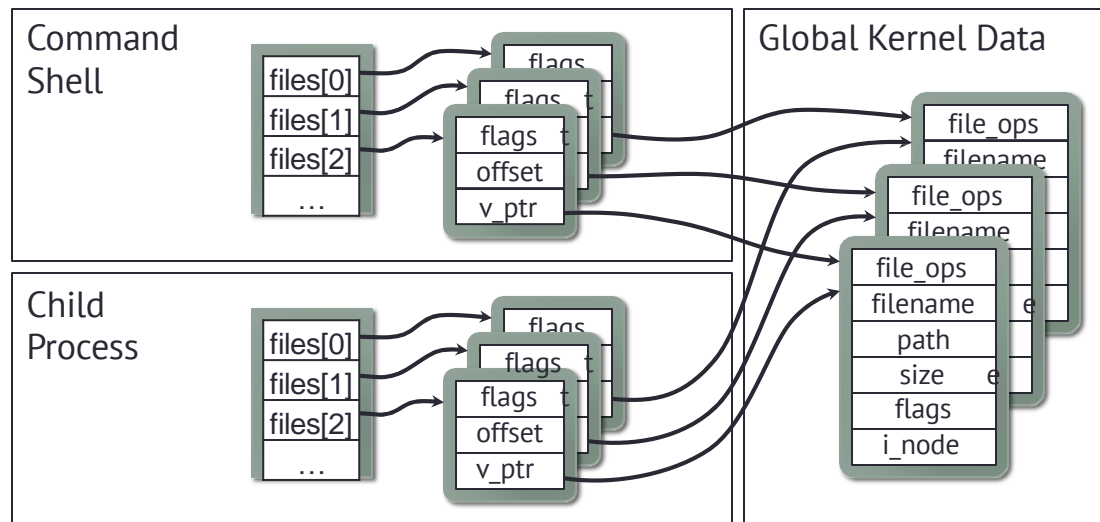 Command
Shell
files[0]
files[1]
files[2]
...
flags
flags t
flags t
offset
v_ptr
Global Kernel Data
file_ops
filename
file_ops
filename
file_ops
filename e
path
size e
flags
i_node
Child
Process
files[0]
files[1]
files[2]
...
flags
flags t
flags t
offset
v_ptr